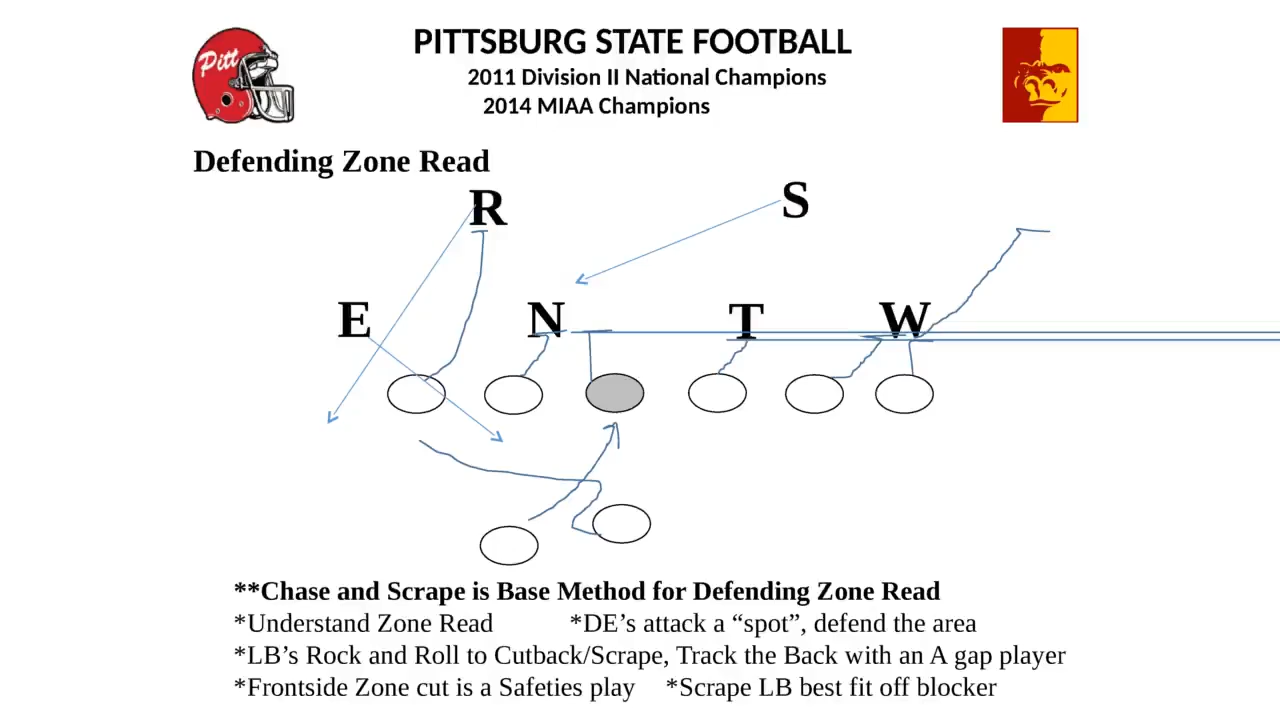 PITTSBURG STATE FOOTBALL
2011 Division II National Champions
2014 MIAA Champions
Pitt
Defending Zone Read
R S
E N T W
**Chase and Scrape is Base Method for Defending Zone Read
*Understand Zone Read *DE’s attack a “spot”, defend the area
*LB’s Rock and Roll to Cutback/Scrape, Track the Back with an A gap player
*Frontside Zone cut is a Safeties play *Scrape LB best fit off blocker